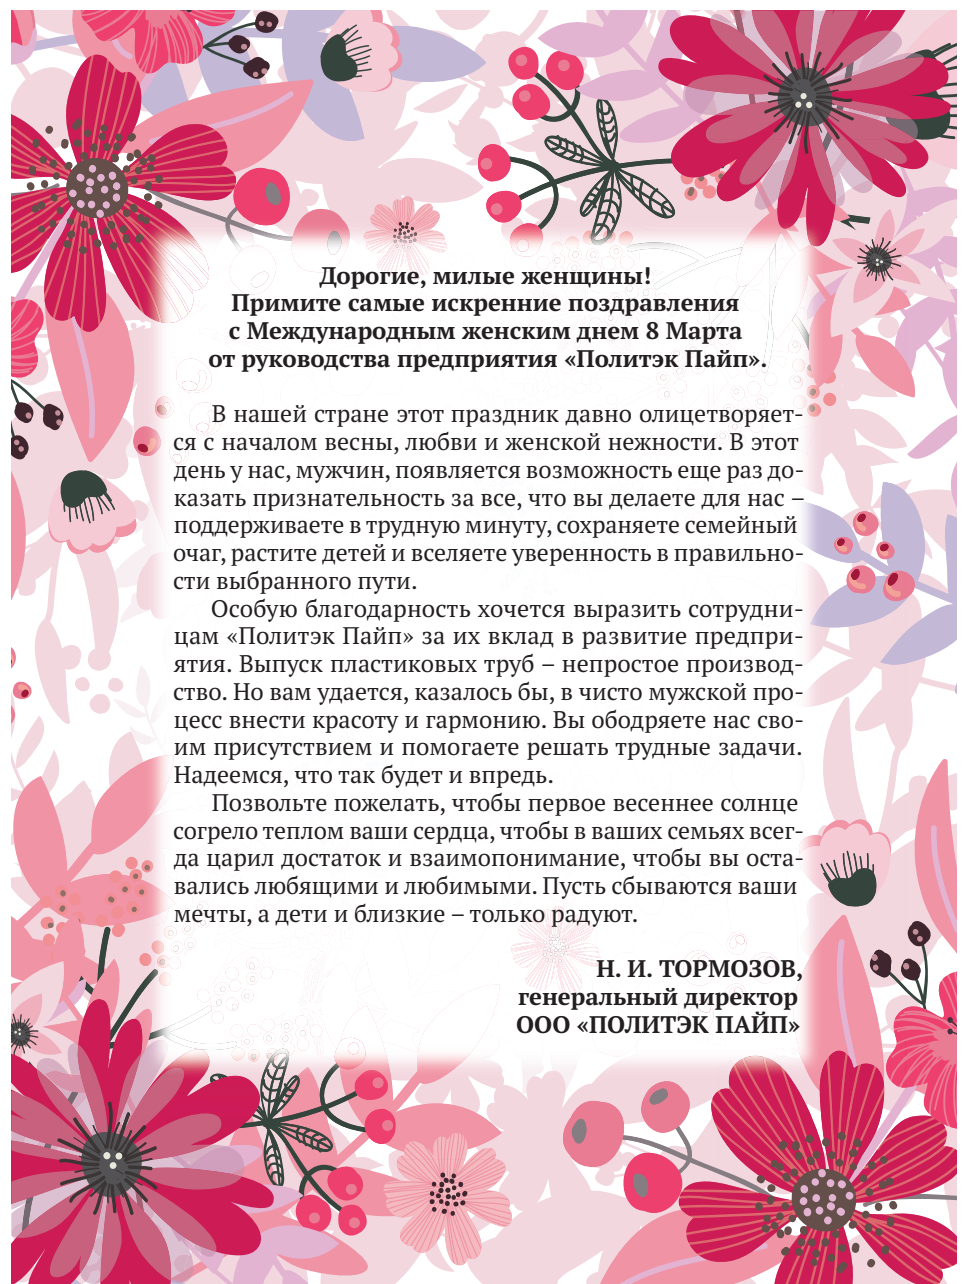 Дорогие, милые женщины!
Примите самые искренние поздравления
с Международным женским днем 8 Марта
от руководства предприятия «Политэк Пайп».
В нашей стране этот праздник давно олицетворяет-
ся с началом весны, любви и женской нежности. В этот
день у нас, мужчин, появляется возможность еще раз до-
казать признательность за все, что вы делаете для нас –
поддерживаете в трудную минуту, сохраняете семейный
очаг, растите детей и вселяете уверенность в правильно-
сти выбранного пути.
Особую благодарность хочется выразить сотрудни-
цам «Политэк Пайп» за их вклад в развитие предпри-
ятия. Выпуск пластиковых труб – непростое производ-
ство. Но вам удается, казалось бы, в чисто мужской про-
цесс внести красоту и гармонию. Вы ободряете нас сво-
им присутствием и помогаете решать трудные задачи.
Надеемся, что так будет и впредь.
Позвольте пожелать, чтобы первое весеннее солнце
согрело теплом ваши сердца, чтобы в ваших семьях всег-
да царил достаток и взаимопонимание, чтобы вы оста-
вались любящими и любимыми. Пусть сбываются ваши
мечты, а дети и близкие – только радуют.
Н. И. ТОРМОЗОВ,
генеральный директор
ООО «ПОЛИТЭК ПАЙП»